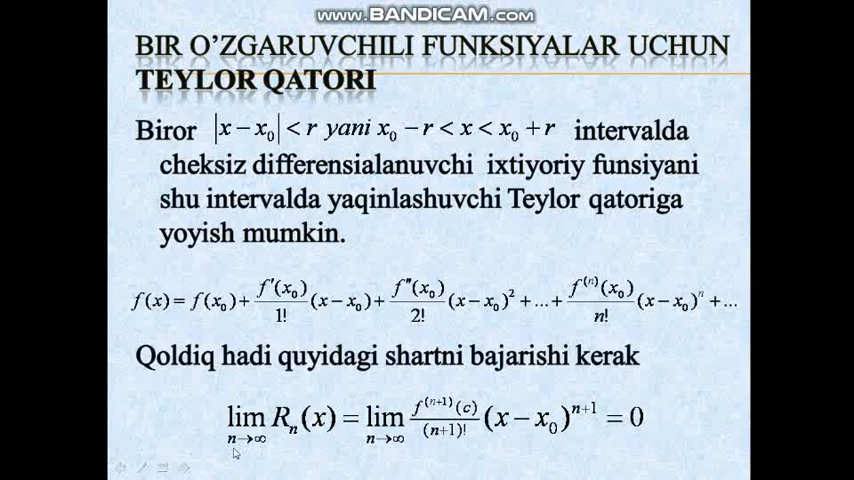 www.BANDICAM.com
BIR O’ZGARUVCHILI FUNKSIYALAR UCHUN
TEYLOR QATORI
Biror |x − x₀| < r yani x₀ − r < x < x₀ + r intervalda
cheksiz differensialanuvchi ixtiyoriy funsiyani
shu intervalda yaqinlashuvchi Teylor qatoriga
yoyish mumkin.
f(x) = f(x₀) + f′(x₀)/1! (x − x₀) + f″(x₀)/2! (x − x₀)² + ... + f⁽ⁿ⁾(x₀)/n! (x − x₀)ⁿ + ...
Qoldiq hadi quyidagi shartni bajarishi kerak
lim n→∞ Rₙ(x) = lim n→∞ f⁽ⁿ⁺¹⁾(c)/(n+1)! (x − x₀)ⁿ⁺¹ = 0